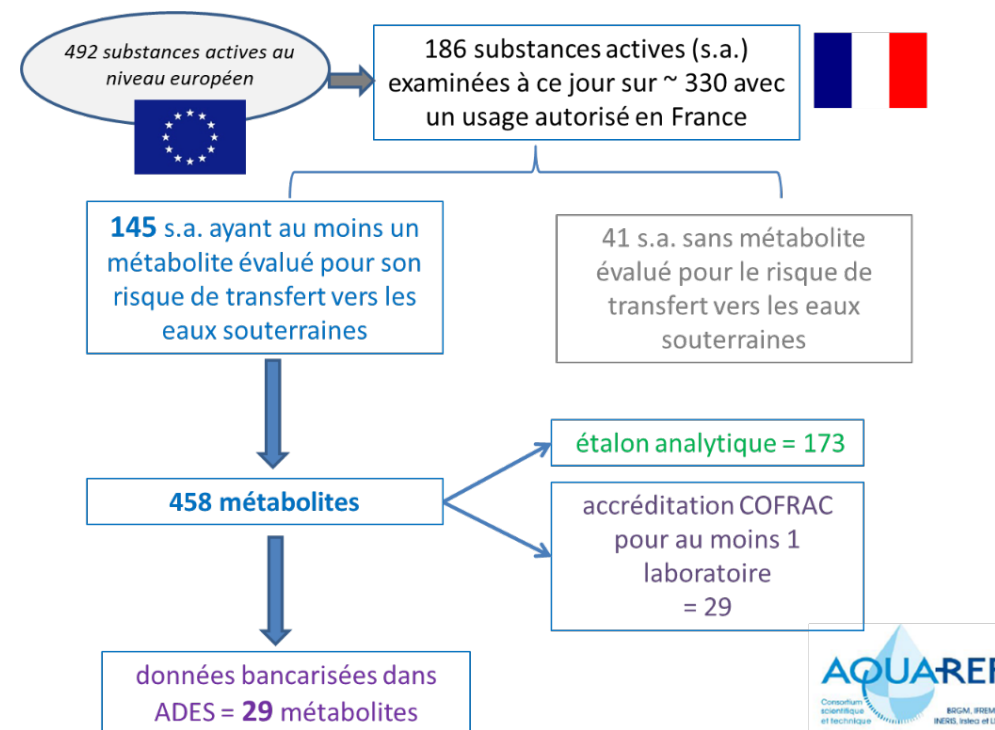 492 substances actives au
niveau européen
186 substances actives (s.a.)
examinées à ce jour sur ~ 330 avec
un usage autorisé en France
145 s.a. ayant au moins un
métabolite évalué pour son
risque de transfert vers les
eaux souterraines
41 s.a. sans métabolite
évalué pour le risque de
transfert vers les eaux
souterraines
458 métabolites
étalon analytique = 173
accréditation COFRAC
pour au moins 1
laboratoire
= 29
données bancarisées dans
ADES = 29 métabolites
AQUAREF
Consortium
scientifique
et technique
BRGM, IFREM
INERIS, Irstea et L